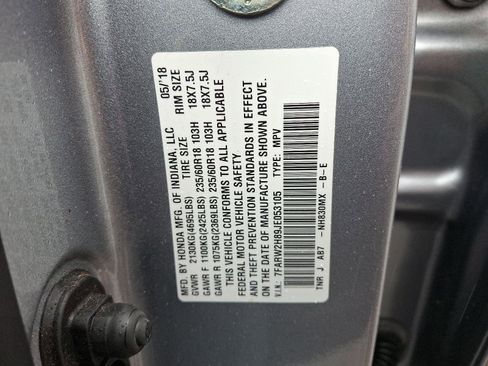 MFD. BY HONDA MFG. OF INDIANA, LLC 05/'18
TIRE SIZE RIM SIZE
GVWR 2130KG(4695LBS)
GAWR F 1100KG(2425LBS) 235/60R18 103H 18X7.5J
GAWR R 1075KG(2369LBS) 235/60R18 103H 18X7.5J
THIS VEHICLE CONFORMS TO ALL APPLICABLE
FEDERAL MOTOR VEHICLE SAFETY
AND THEFT PREVENTION STANDARDS IN EFFECT
ON THE DATE OF MANUFACTURE SHOWN ABOVE.
V.I.N.: 7FARW2H89JE053105 TYPE: MPV
TNR J AB7 -NH830MX -B-E